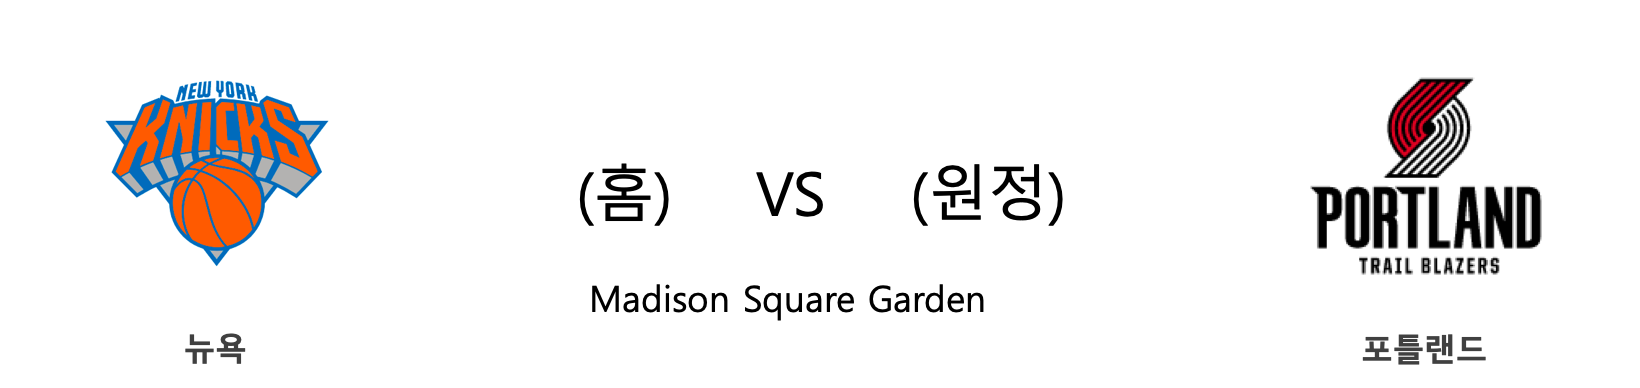 NEW YORK
KNICKS
(홈) VS (원정)
PORTLAND
TRAIL BLAZERS
Madison Square Garden
뉴욕
포틀랜드